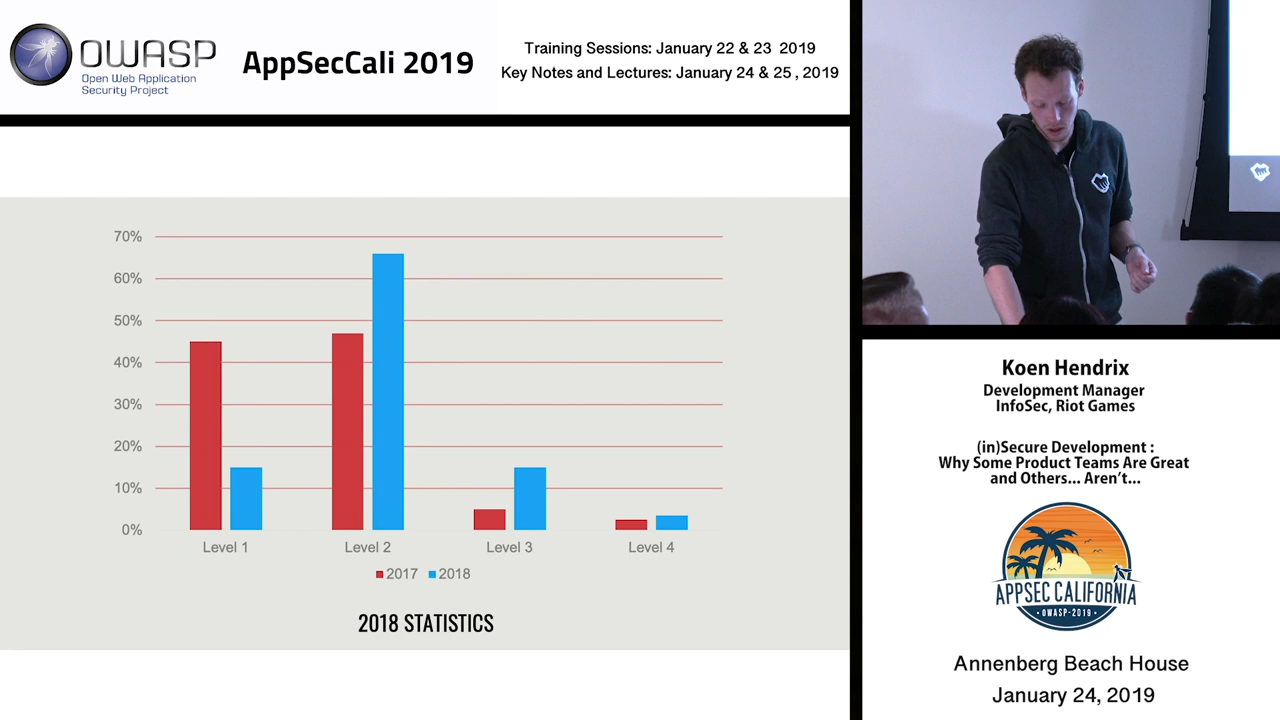 OWASP
Open Web Application
Security Project
AppSecCali 2019
Training Sessions: January 22 & 23 2019
Key Notes and Lectures: January 24 & 25 , 2019
70%
60%
50%
40%
30%
20%
10%
0%
Level 1
Level 2
Level 3
Level 4
2017
2018
2018 STATISTICS
Koen Hendrix
Development Manager
InfoSec, Riot Games
(in)Secure Development :
Why Some Product Teams Are Great
and Others... Aren't...
APPSEC CALIFORNIA
• OWASP-2019 •
Annenberg Beach House
January 24, 2019